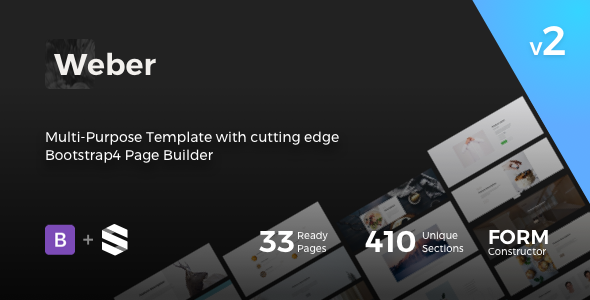 v2
Weber
Multi-Purpose Template with cutting edge
Bootstrap4 Page Builder
B +
33 Ready Pages
410 Unique Sections
FORM Constructor